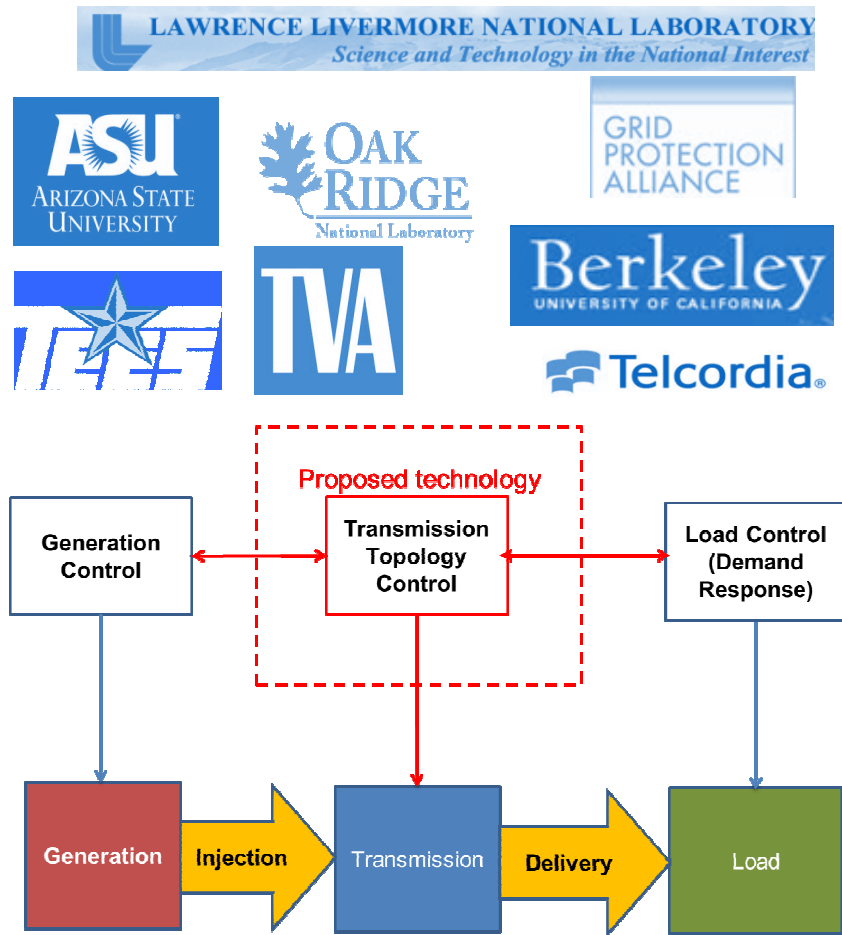 LAWRENCE LIVERMORE NATIONAL LABORATORY
Science and Technology in the National Interest
ASU
ARIZONA STATE
UNIVERSITY
OAK
RIDGE
National Laboratory
GRID
PROTECTION
ALLIANCE
Berkeley
UNIVERSITY OF CALIFORNIA
TEES
TVA
Telcordia®
Proposed technology
Generation
Control
Transmission
Topology
Control
Load Control
(Demand
Response)
Generation
Injection
Transmission
Delivery
Load